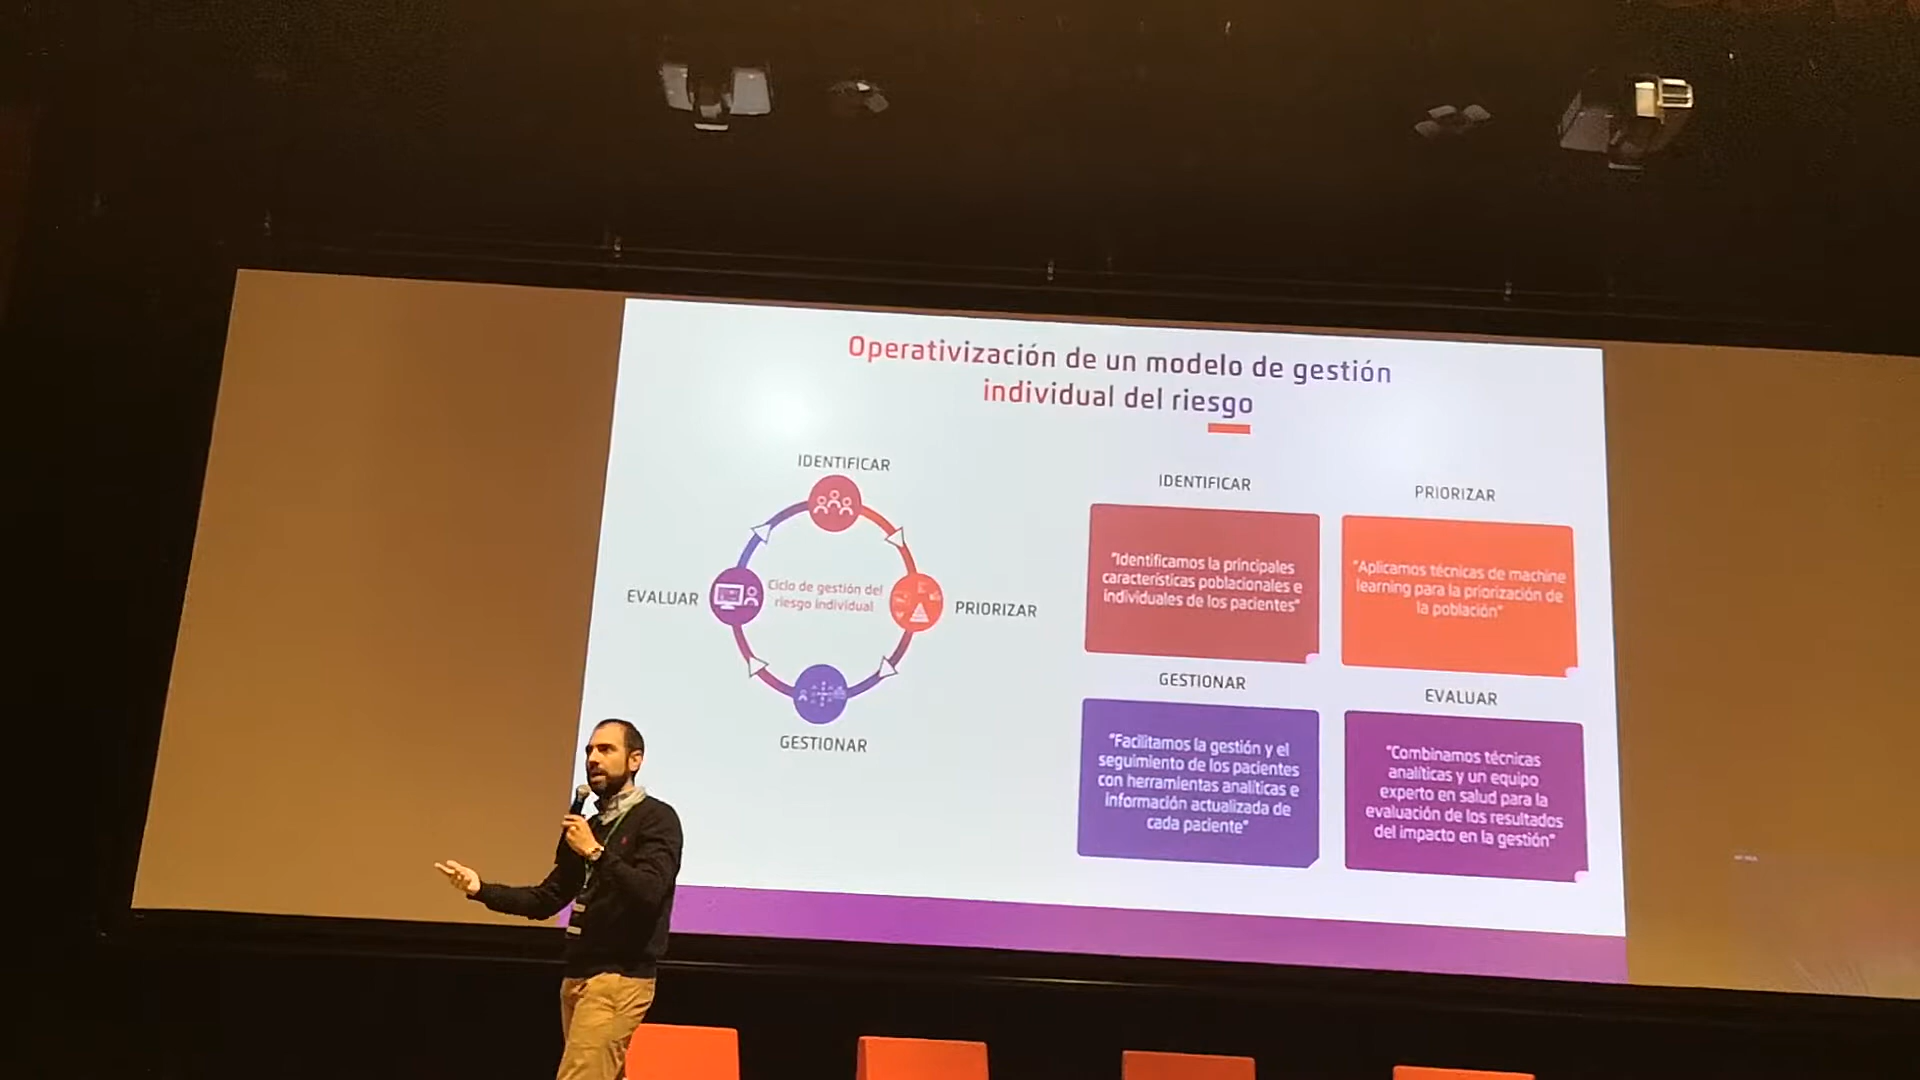 Operativización de un modelo de gestión
individual del riesgo
IDENTIFICAR
EVALUAR
Ciclo de gestión del
riesgo individual
PRIORIZAR
GESTIONAR
IDENTIFICAR
"Identificamos la principales
características poblacionales e
individuales de los pacientes"
PRIORIZAR
"Aplicamos técnicas de machine
learning para la priorización de
la población"
GESTIONAR
"Facilitamos la gestión y el
seguimiento de los pacientes
con herramientas analíticas e
información actualizada de
cada paciente"
EVALUAR
"Combinamos técnicas
analíticas y un equipo
experto en salud para la
evaluación de los resultados
del impacto en la gestión"